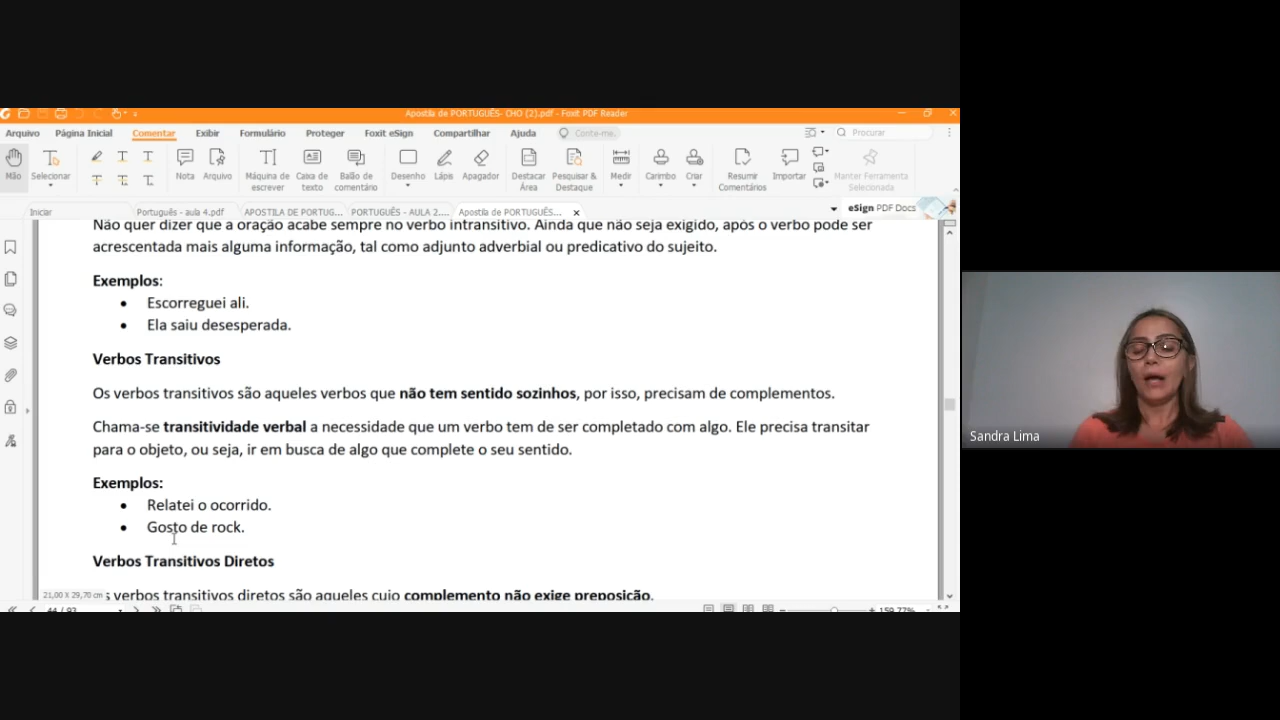 Apostila de PORTUGUÊS- CHO (2).pdf - Foxit PDF Reader
Arquivo Página Inicial Comentar Exibir Formulário Proteger Foxit eSign Compartilhar Ajuda Conte-me. Procurar
Mão Selecionar Nota Arquivo Máquina de escrever Caixa de texto Balão de comentário Desenho Lápis Apagador Destacar Área Pesquisar & Destaque Medir Carimbo Criar Resumir Comentários Importar Manter Ferramenta Selecionada
Iniciar Português - aula 4.pdf APOSTILA DE PORTUG... PORTUGUÊS - AULA 2.... Apostila de PORTUGUÊS... eSign PDF Docs
Não quer dizer que a oração acabe sempre no verbo intransitivo. Ainda que não seja exigido, após o verbo pode ser
acrescentada mais alguma informação, tal como adjunto adverbial ou predicativo do sujeito.
Exemplos:
• Escorreguei ali.
• Ela saiu desesperada.
Verbos Transitivos
Os verbos transitivos são aqueles verbos que não tem sentido sozinhos, por isso, precisam de complementos.
Chama-se transitividade verbal a necessidade que um verbo tem de ser completado com algo. Ele precisa transitar
para o objeto, ou seja, ir em busca de algo que complete o seu sentido.
Exemplos:
• Relatei o ocorrido.
• Gosto de rock.
Verbos Transitivos Diretos
verbos transitivos diretos são aqueles cujo complemento não exige preposição.
21,00 X 29,70 cm
44 / 93 159,77%
Sandra Lima